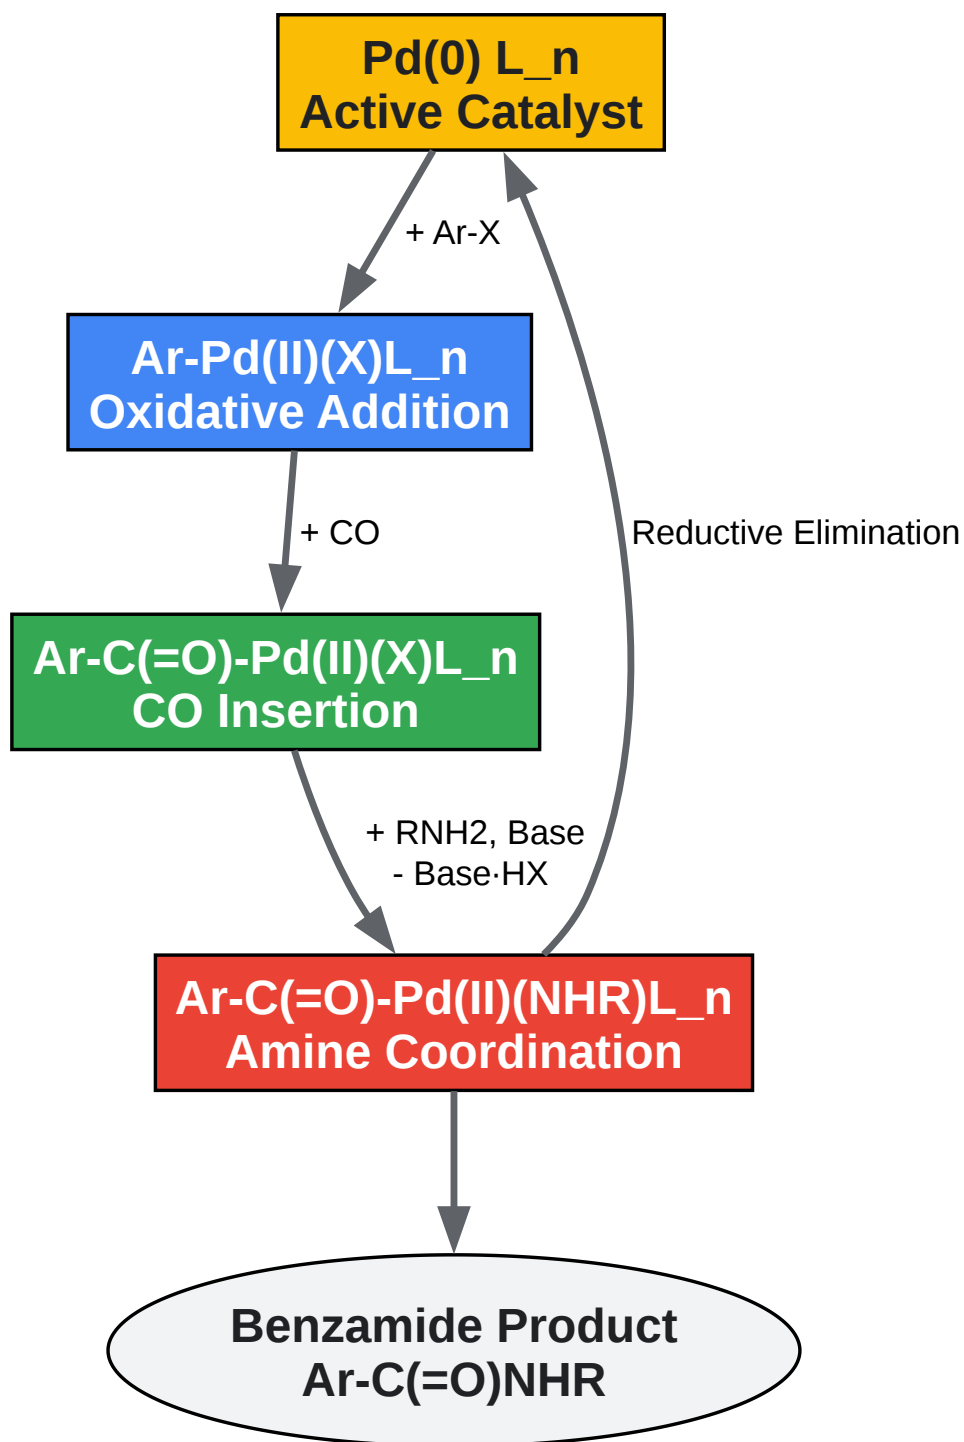 Pd(0) L_n
Active Catalyst
+ Ar-X
Ar-Pd(II)(X)L_n
Oxidative Addition
+ CO
Reductive Elimination
Ar-C(=O)-Pd(II)(X)L_n
CO Insertion
+ RNH2, Base
- Base·HX
Ar-C(=O)-Pd(II)(NHR)L_n
Amine Coordination
Benzamide Product
Ar-C(=O)NHR